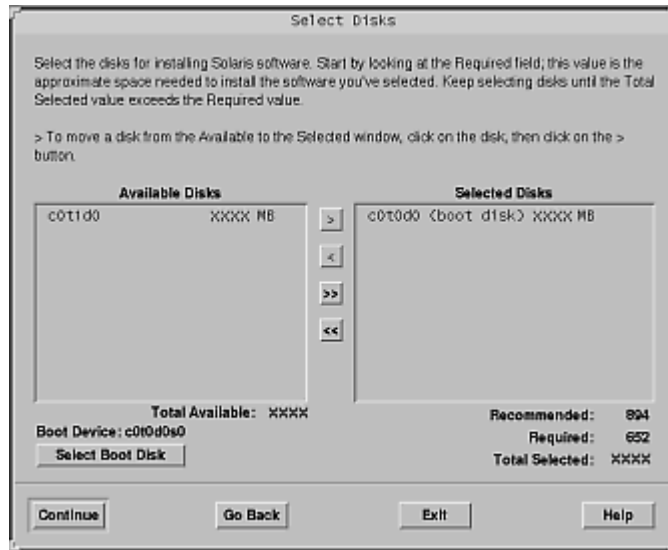 Select Disks
Select the disks for installing Solaris software. Start by looking at the Required field; this value is the
approximate space needed to install the software you've selected. Keep selecting disks until the Total
Selected value exceeds the Required value.
> To move a disk from the Available to the Selected window, click on the disk, then click on the >
button.
Available Disks
c0t1d0 XXXX MB
>
<
>>
<<
Selected Disks
c0t0d0 (boot disk) XXXX MB
Total Available: XXXX
Boot Device: c0t0d0s0
Select Boot Disk
Recommended: 894
Required: 652
Total Selected: XXXX
Continue
Go Back
Exit
Help